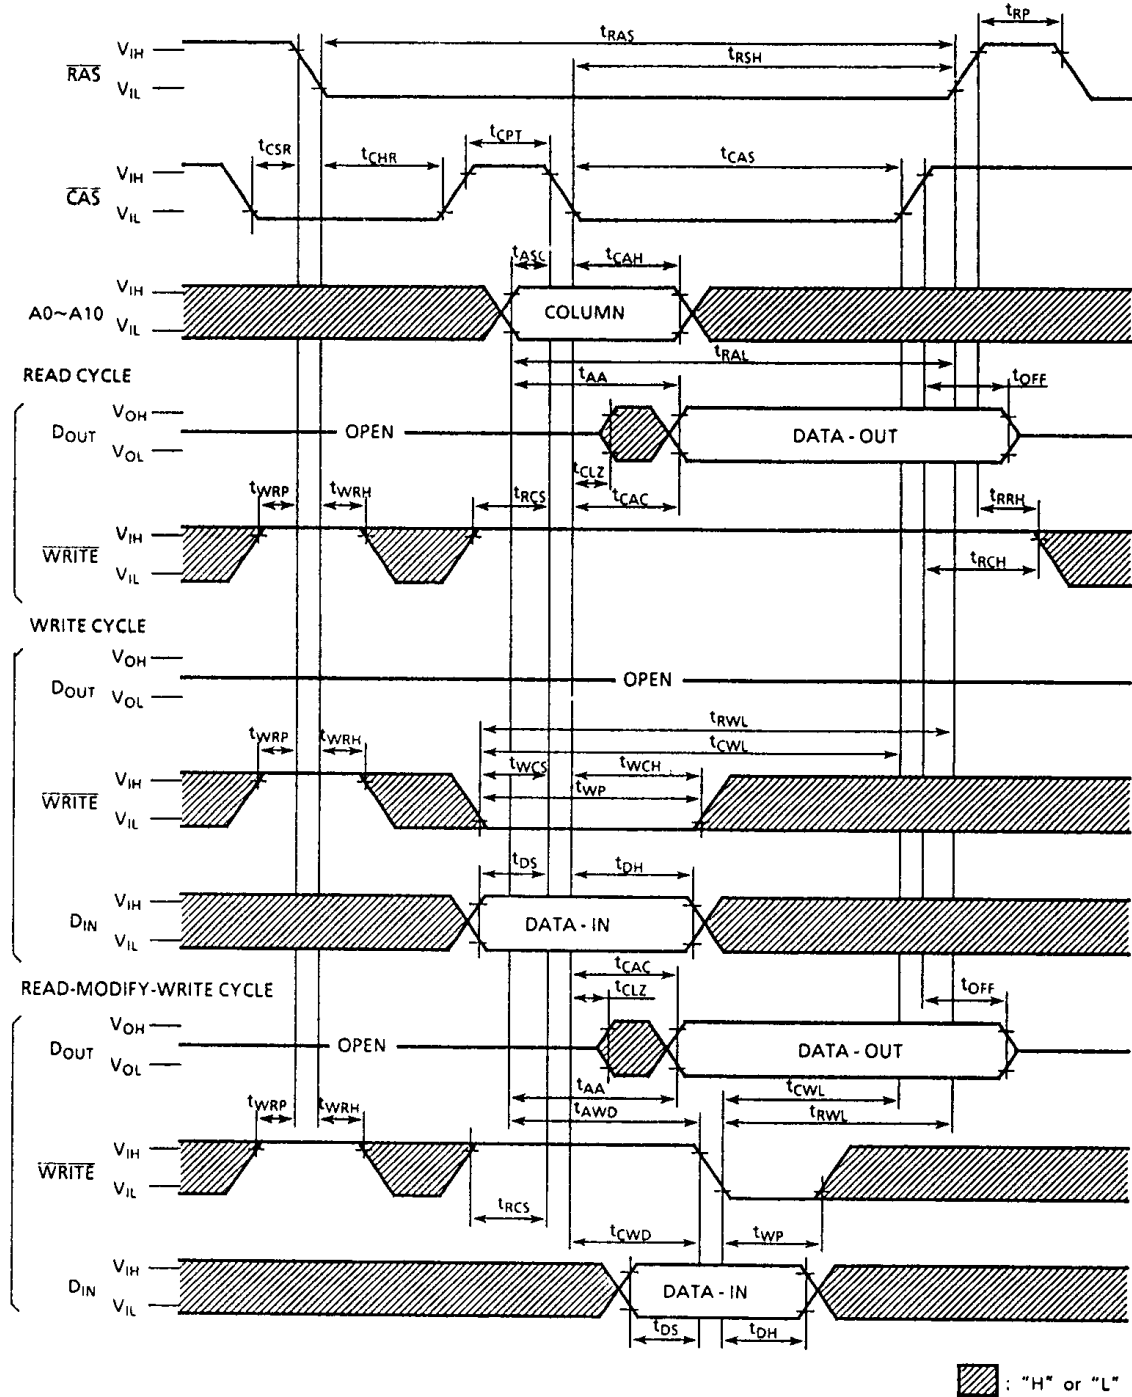 tRP
tRAS
VIH
RAS
tRSH
VIL
tCPT
tCSR
tCHR
tCAS
VIH
CAS
VIL
tASC
tCAH
VIH
A0~A10
COLUMN
VIL
tRAL
READ CYCLE
tAA
tOFF
VOH
DOUT
OPEN
DATA - OUT
VOL
tCLZ
tWRP
tWRH
tRCS
tCAC
tRRH
VIH
WRITE
VIL
tRCH
WRITE CYCLE
VOH
DOUT
OPEN
VOL
tRWL
tWRP
tWRH
tCWL
tWCS
tWCH
VIH
WRITE
tWP
VIL
tDS
tDH
VIH
DIN
DATA - IN
VIL
tCAC
READ-MODIFY-WRITE CYCLE
tCLZ
tOFF
VOH
DOUT
OPEN
DATA - OUT
VOL
tAA
tCWL
tWRP
tWRH
tAWD
tRWL
VIH
WRITE
VIL
tRCS
tCWD
tWP
VIH
DIN
DATA - IN
VIL
tDS
tDH
: "H" or "L"